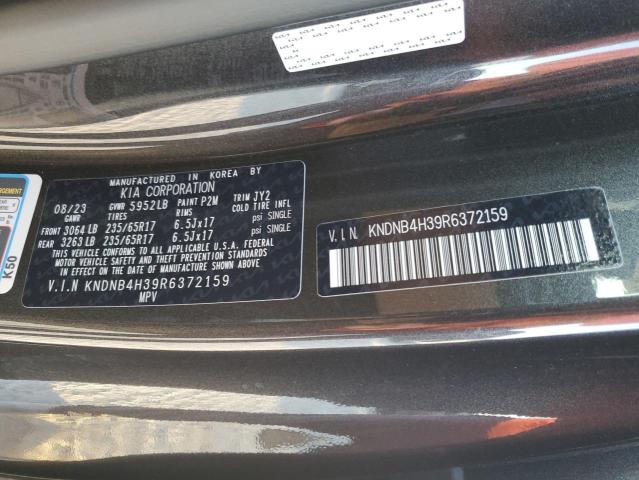 MANUFACTURED IN KOREA BY
KIA CORPORATION
08/23 GVWR 5952LB PAINT P2M TRIM JY2
GAWR TIRES RIMS COLD TIRE INFL
FRONT 3064 LB 235/65R17 6.5Jx17 psi SINGLE
REAR 3263 LB 235/65R17 6.5Jx17 psi SINGLE
THIS VEHICLE CONFORMS TO ALL APPLICABLE U.S.A. FEDERAL
MOTOR VEHICLE SAFETY AND THEFT PREVENTION STANDARDS IN
EFFECT ON THE DATE OF MANUFACTURE SHOWN ABOVE.
V.I.N KNDNB4H39R6372159
MPV
V.I.N. KNDNB4H39R6372159
K50